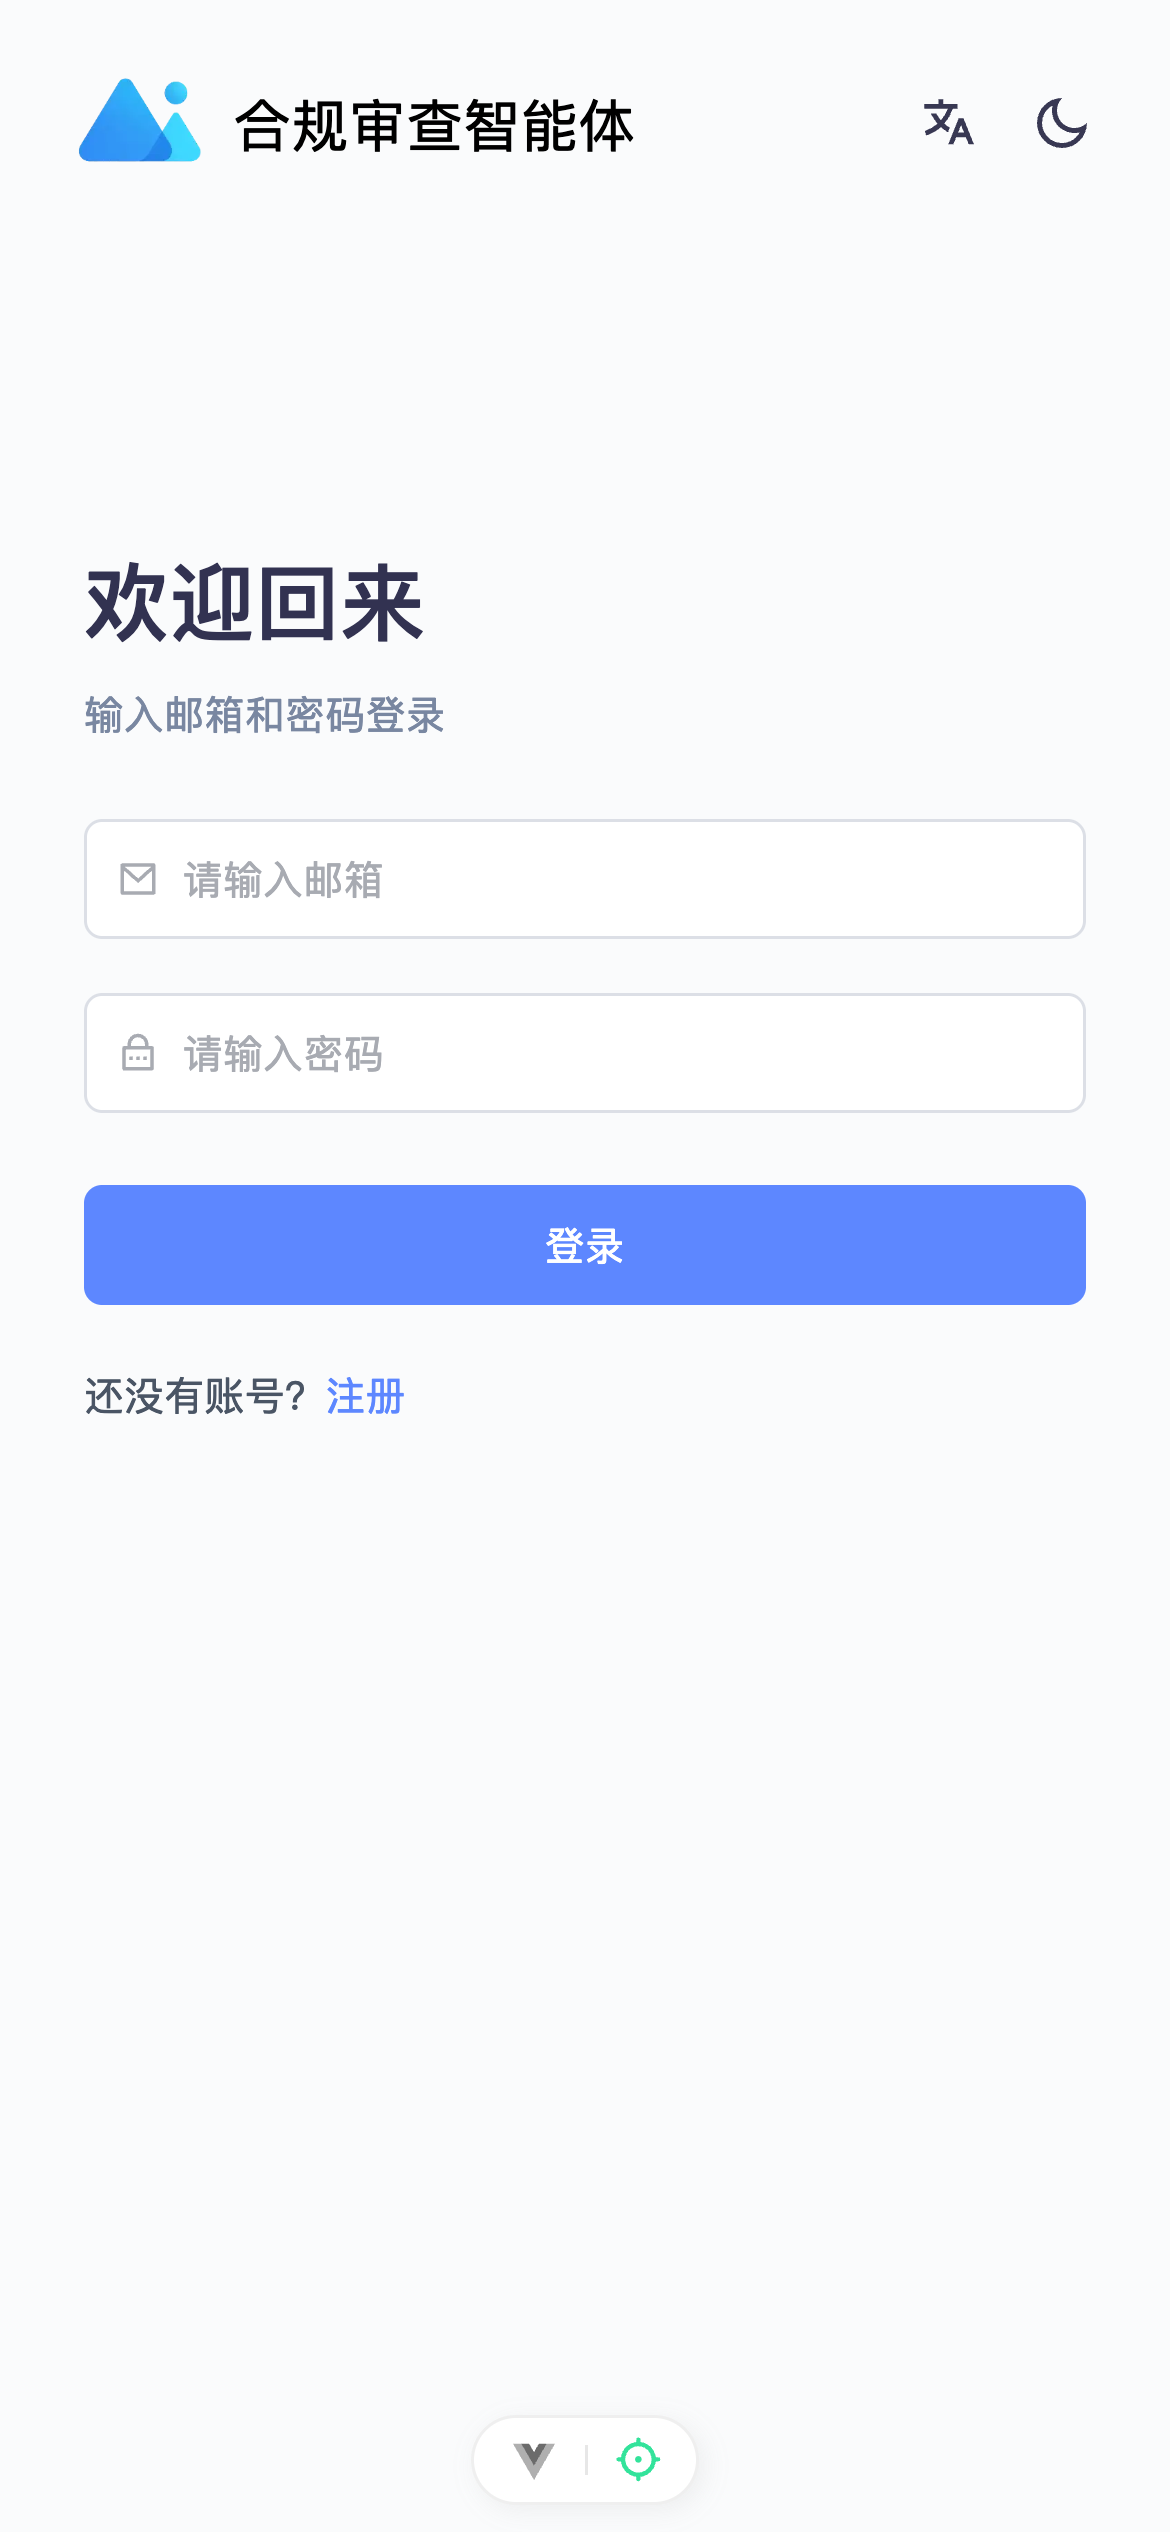 合规审查智能体
欢迎回来
输入邮箱和密码登录
请输入邮箱
请输入密码
登录
还没有账号? 注册